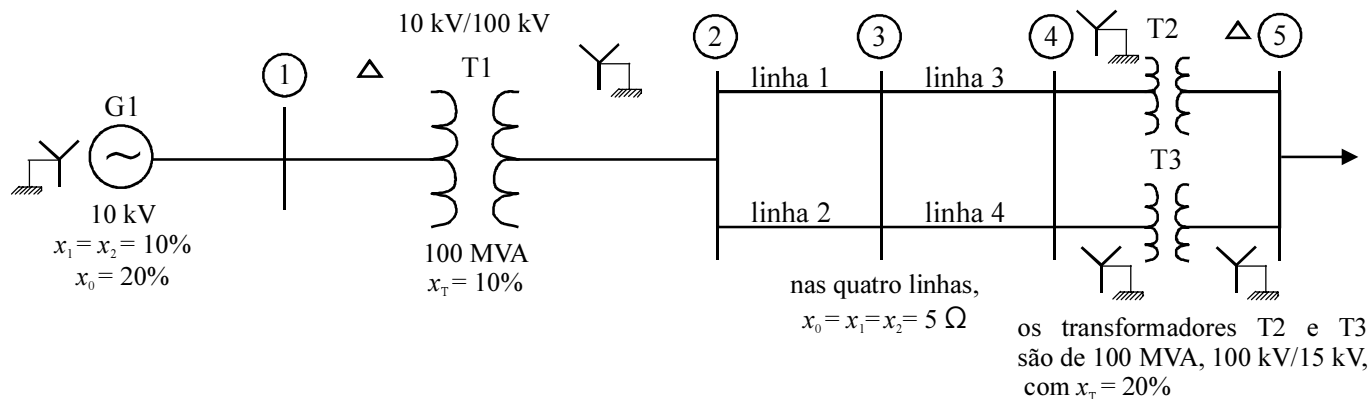 10 kV/100 kV
1
Δ
T1
G1
10 kV
x₁ = x₂ = 10%
x₀ = 20%
100 MVA
x_T = 10%
2
3
4
T2
Δ
5
linha 1
linha 3
T3
linha 2
linha 4
nas quatro linhas,
x₀ = x₁ = x₂ = 5 Ω
os transformadores T2 e T3
são de 100 MVA, 100 kV/15 kV,
com x_T = 20%